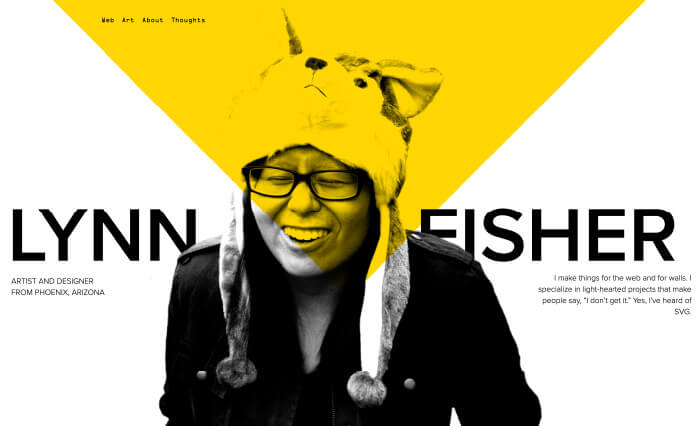 Web Art About Thoughts
LYNN FISHER
ARTIST AND DESIGNER
FROM PHOENIX, ARIZONA
I make things for the web and for walls. I
specialize in light-hearted projects that make
people say, "I don't get it." Yes, I've heard of
SVG.